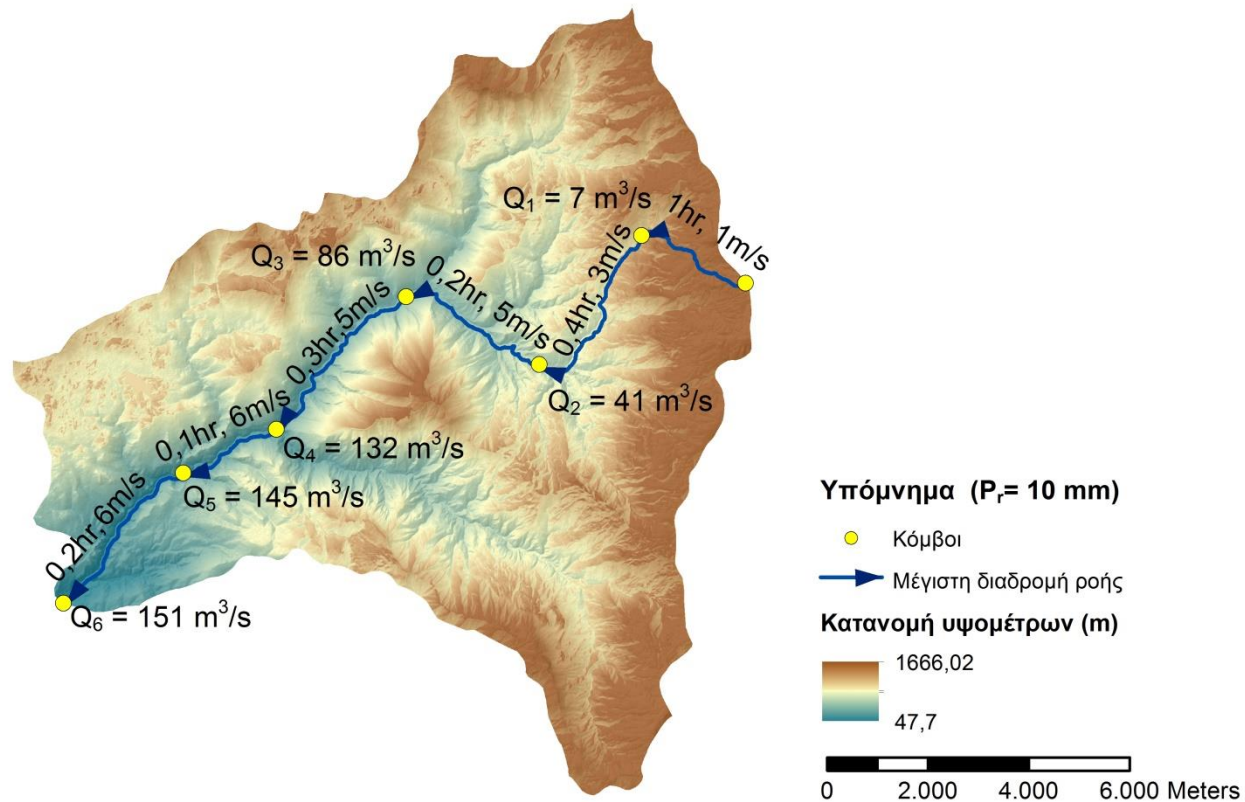 Q₁ = 7 m³/s
1hr, 1m/s
Q₃ = 86 m³/s
0,2hr, 5m/s
0,4hr, 3m/s
0,3hr,5m/s
Q₂ = 41 m³/s
0,1hr, 6m/s
Q₄ = 132 m³/s
Q₅ = 145 m³/s
0,2hr,6m/s
Q₆ = 151 m³/s
Υπόμνημα (Pᵣ= 10 mm)
Κόμβοι
Μέγιστη διαδρομή ροής
Κατανομή υψομέτρων (m)
1666,02
47,7
0 2.000 4.000 6.000 Meters